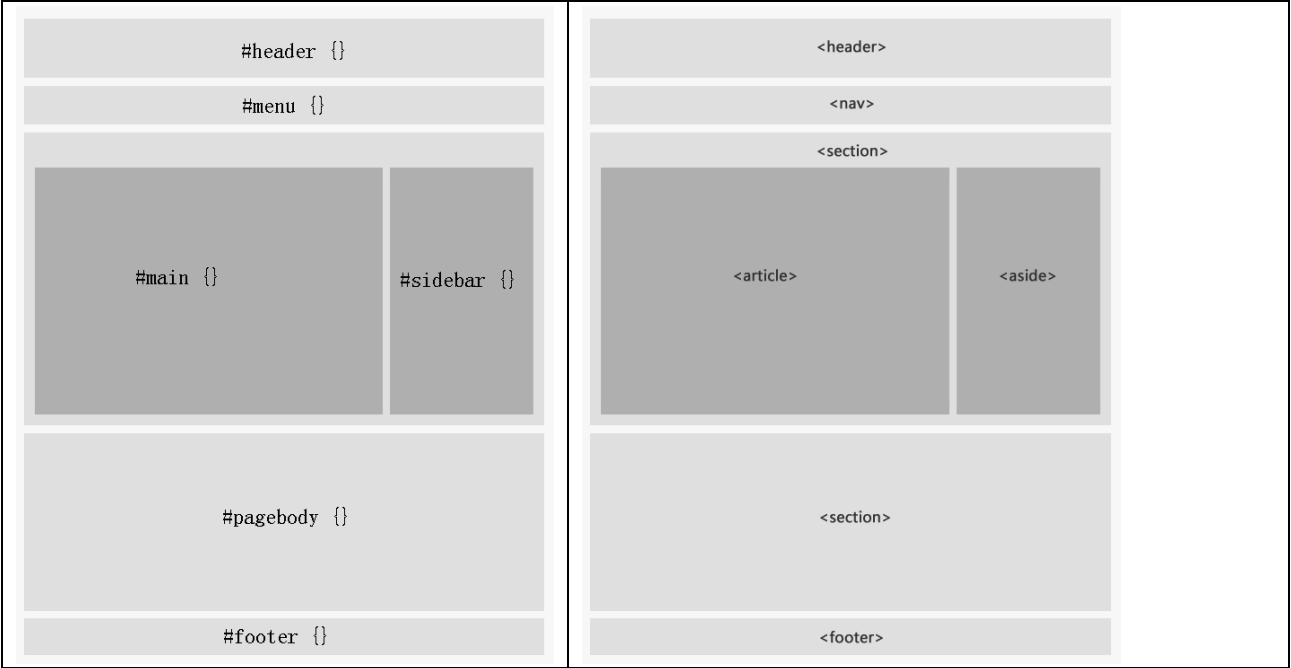 #header {}
#menu {}
#main {}
#sidebar {}
#pagebody {}
#footer {}
<header>
<nav>
<section>
<article>
<aside>
<section>
<footer>